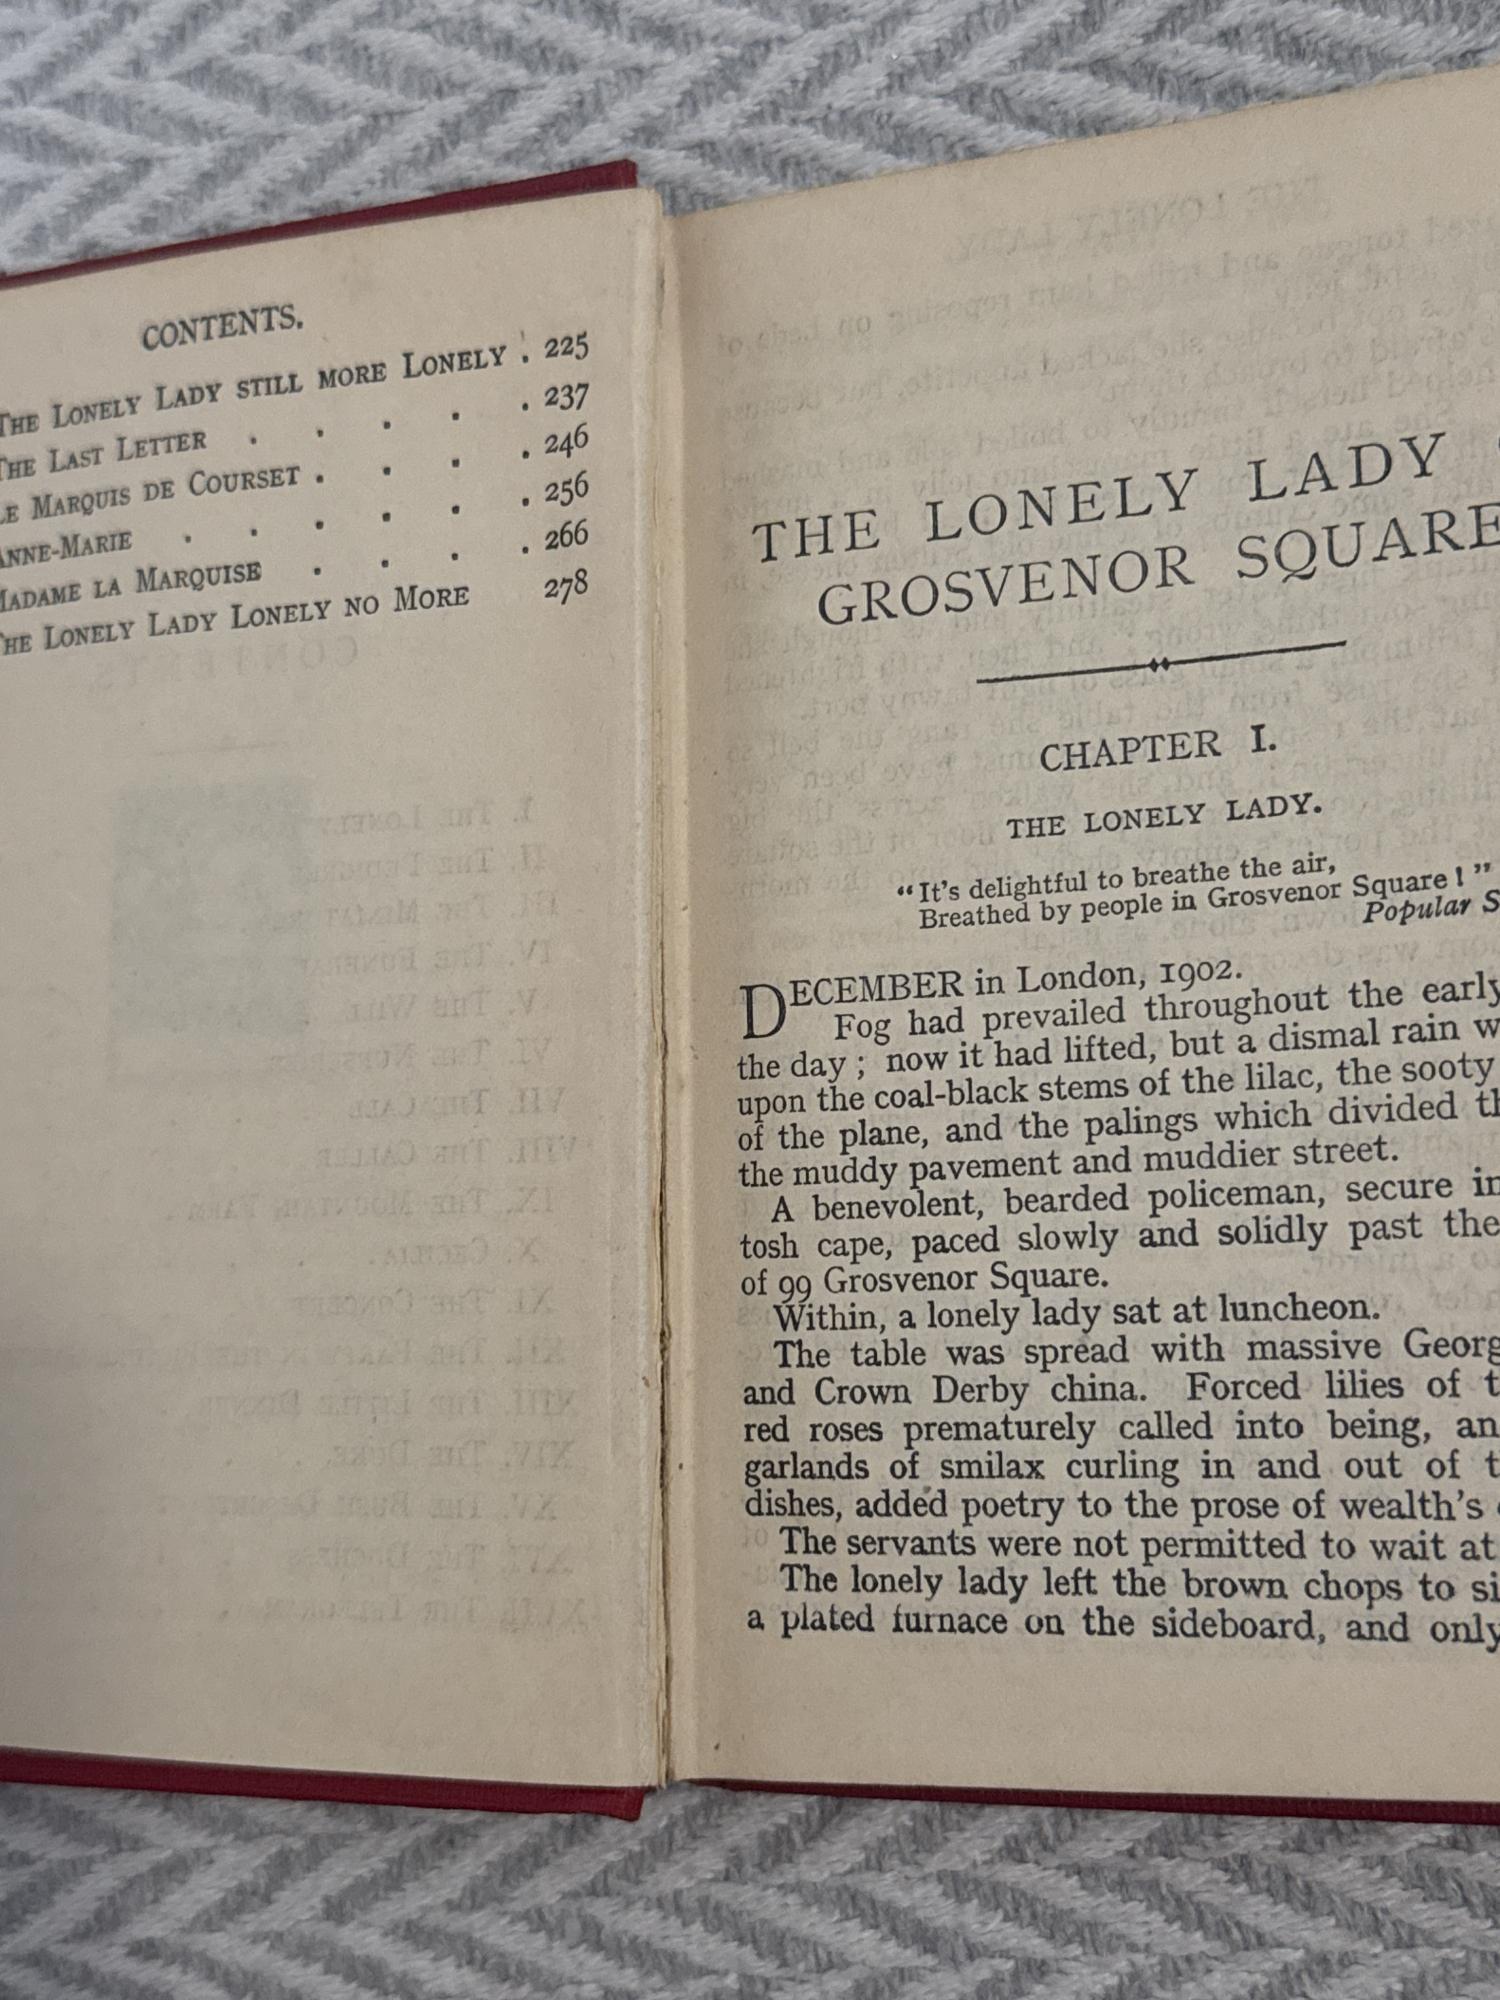 CONTENTS.
THE LONELY LADY STILL MORE LONELY . 225
THE LAST LETTER . . . . . 237
LE MARQUIS DE COURSET . . . . 246
ANNE-MARIE . . . . . . 256
MADAME LA MARQUISE . . . . 266
THE LONELY LADY LONELY NO MORE 278
THE LONELY LADY
GROSVENOR SQUARE
CHAPTER I.
THE LONELY LADY.
"It's delightful to breathe the air,
Breathed by people in Grosvenor Square!"
Popular S
DECEMBER in London, 1902.
Fog had prevailed throughout the early
the day; now it had lifted, but a dismal rain w
upon the coal-black stems of the lilac, the sooty
of the plane, and the palings which divided th
the muddy pavement and muddier street.
A benevolent, bearded policeman, secure in
tosh cape, paced slowly and solidly past the
of 99 Grosvenor Square.
Within, a lonely lady sat at luncheon.
The table was spread with massive Georg
and Crown Derby china. Forced lilies of t
red roses prematurely called into being, an
garlands of smilax curling in and out of t
dishes, added poetry to the prose of wealth's
The servants were not permitted to wait at
The lonely lady left the brown chops to si
a plated furnace on the sideboard, and only